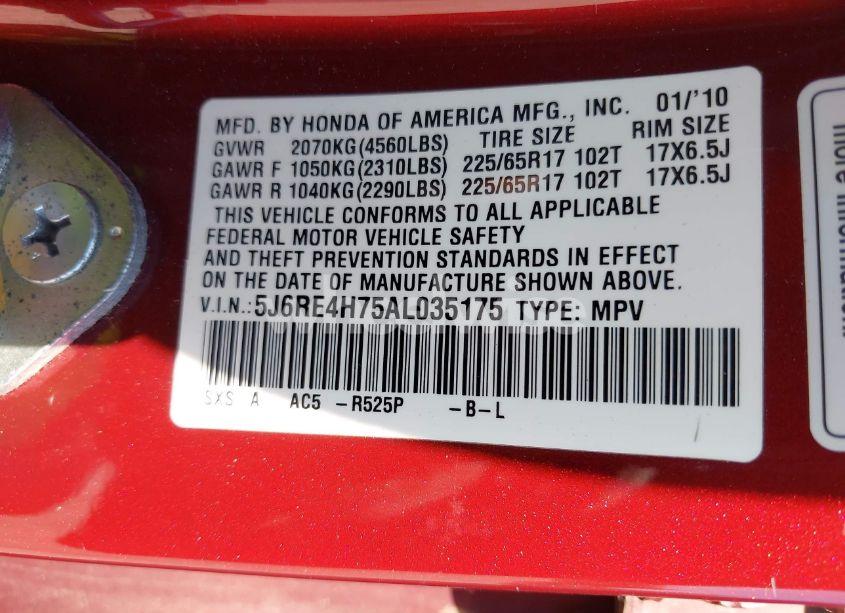 MFD. BY HONDA OF AMERICA MFG., INC. 01/'10
GVWR 2070KG(4560LBS) TIRE SIZE RIM SIZE
GAWR F 1050KG(2310LBS) 225/65R17 102T 17X6.5J
GAWR R 1040KG(2290LBS) 225/65R17 102T 17X6.5J
THIS VEHICLE CONFORMS TO ALL APPLICABLE
FEDERAL MOTOR VEHICLE SAFETY
AND THEFT PREVENTION STANDARDS IN EFFECT
ON THE DATE OF MANUFACTURE SHOWN ABOVE.
V.I.N.:5J6RE4H75AL035175 TYPE: MPV
SXS A AC5 -R525P -B-L
more information.